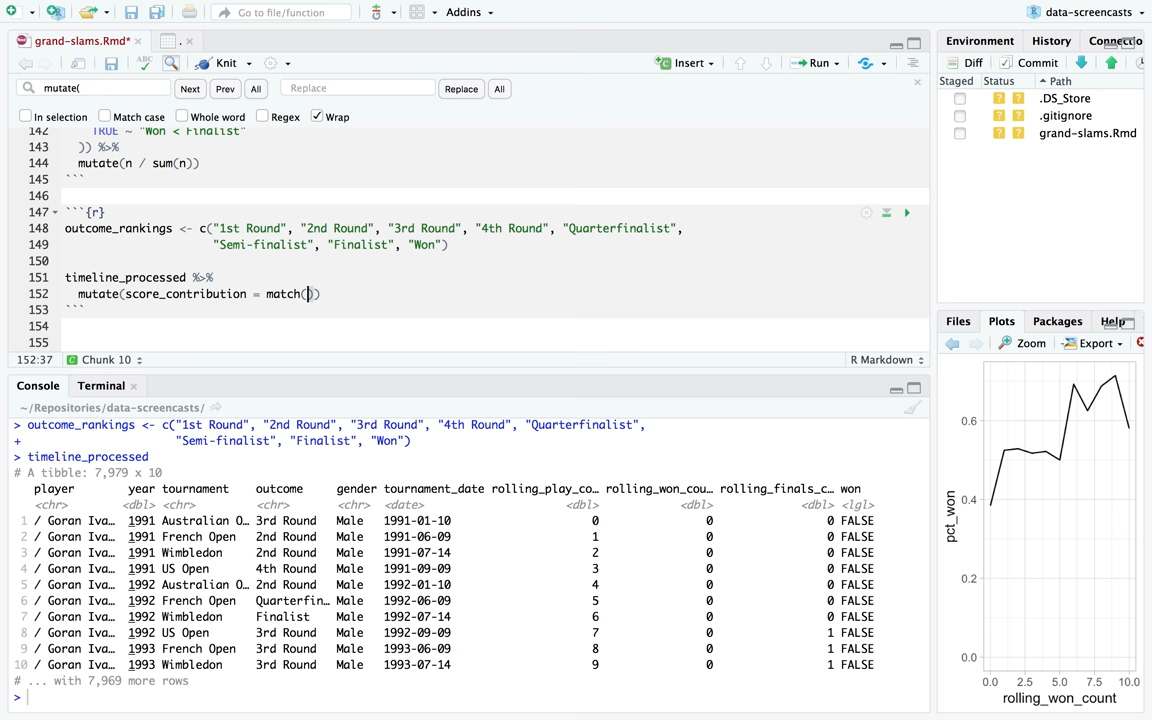 Go to file/function
Addins
data-screencasts
grand-slams.Rmd*
.
Environment
History
Connectio
Knit
Insert
Run
Diff
Commit
Staged
Status
Path
mutate(
Next
Prev
All
Replace
Replace
All
In selection
Match case
Whole word
Regex
Wrap
.DS_Store
.gitignore
grand-slams.Rmd
142 TRUE ~ "Won < Finalist"
143 )) %>%
144 mutate(n / sum(n))
145 ```
146
147 ```{r}
148 outcome_rankings <- c("1st Round", "2nd Round", "3rd Round", "4th Round", "Quarterfinalist",
149 "Semi-finalist", "Finalist", "Won")
150
151 timeline_processed %>%
152 mutate(score_contribution = match())
153 ```
154
155
152:37 Chunk 10
R Markdown
Console
Terminal
~/Repositories/data-screencasts/
> outcome_rankings <- c("1st Round", "2nd Round", "3rd Round", "4th Round", "Quarterfinalist",
+ "Semi-finalist", "Finalist", "Won")
> timeline_processed
# A tibble: 7,979 x 10
player year tournament outcome gender tournament_date rolling_play_co… rolling_won_cou… rolling_finals_c… won
<chr> <dbl> <chr> <chr> <chr> <date> <dbl> <dbl> <dbl> <lgl>
1 / Goran Iva… 1991 Australian O… 3rd Round Male 1991-01-10 0 0 0 FALSE
2 / Goran Iva… 1991 French Open 2nd Round Male 1991-06-09 1 0 0 FALSE
3 / Goran Iva… 1991 Wimbledon 2nd Round Male 1991-07-14 2 0 0 FALSE
4 / Goran Iva… 1991 US Open 4th Round Male 1991-09-09 3 0 0 FALSE
5 / Goran Iva… 1992 Australian O… 2nd Round Male 1992-01-10 4 0 0 FALSE
6 / Goran Iva… 1992 French Open Quarterfin… Male 1992-06-09 5 0 0 FALSE
7 / Goran Iva… 1992 Wimbledon Finalist Male 1992-07-14 6 0 0 FALSE
8 / Goran Iva… 1992 US Open 3rd Round Male 1992-09-09 7 0 1 FALSE
9 / Goran Iva… 1993 French Open 3rd Round Male 1993-06-09 8 0 1 FALSE
10 / Goran Iva… 1993 Wimbledon 3rd Round Male 1993-07-14 9 0 1 FALSE
# ... with 7,969 more rows
>
Files
Plots
Packages
Help
Zoom
Export
pct_won
0.6
0.4
0.2
0.0
0.0 2.5 5.0 7.5 10.0
rolling_won_count